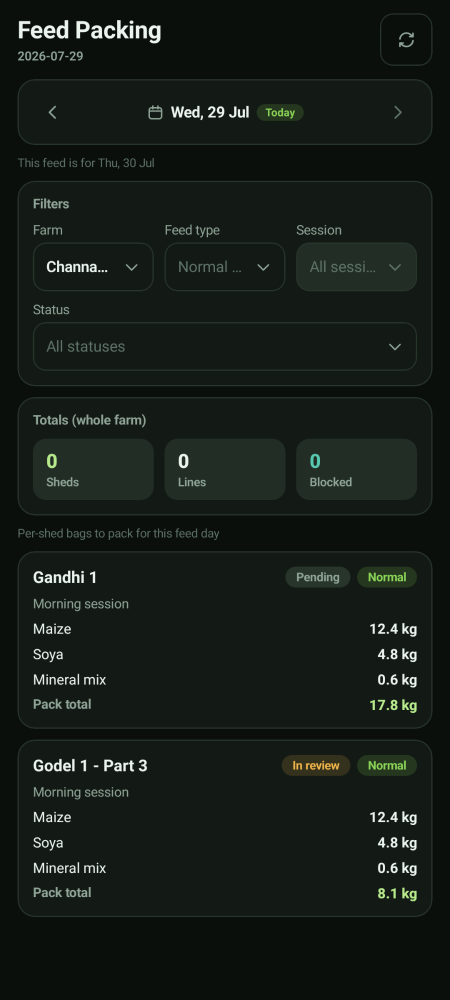 Feed Packing
2026-07-29
Wed, 29 Jul Today
This feed is for Thu, 30 Jul
Filters
Farm Feed type Session
Channa... Normal ... All sessi...
Status
All statuses
Totals (whole farm)
0 0 0
Sheds Lines Blocked
Per-shed bags to pack for this feed day
Gandhi 1 Pending Normal
Morning session
Maize 12.4 kg
Soya 4.8 kg
Mineral mix 0.6 kg
Pack total 17.8 kg
Godel 1 - Part 3 In review Normal
Morning session
Maize 12.4 kg
Soya 4.8 kg
Mineral mix 0.6 kg
Pack total 8.1 kg